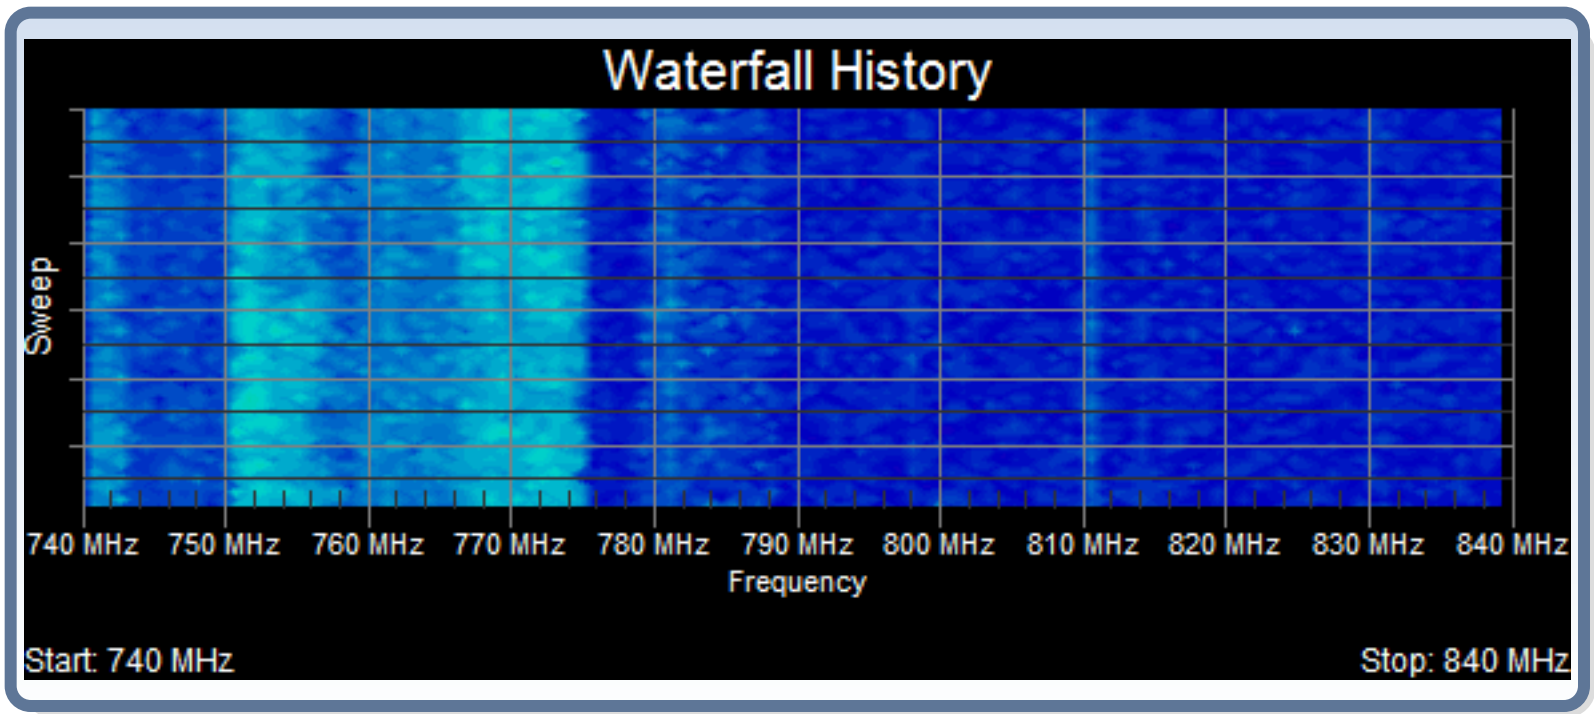 Waterfall History
Sweep
740 MHz 750 MHz 760 MHz 770 MHz 780 MHz 790 MHz 800 MHz 810 MHz 820 MHz 830 MHz 840 MHz
Frequency
Start: 740 MHz Stop: 840 MHz